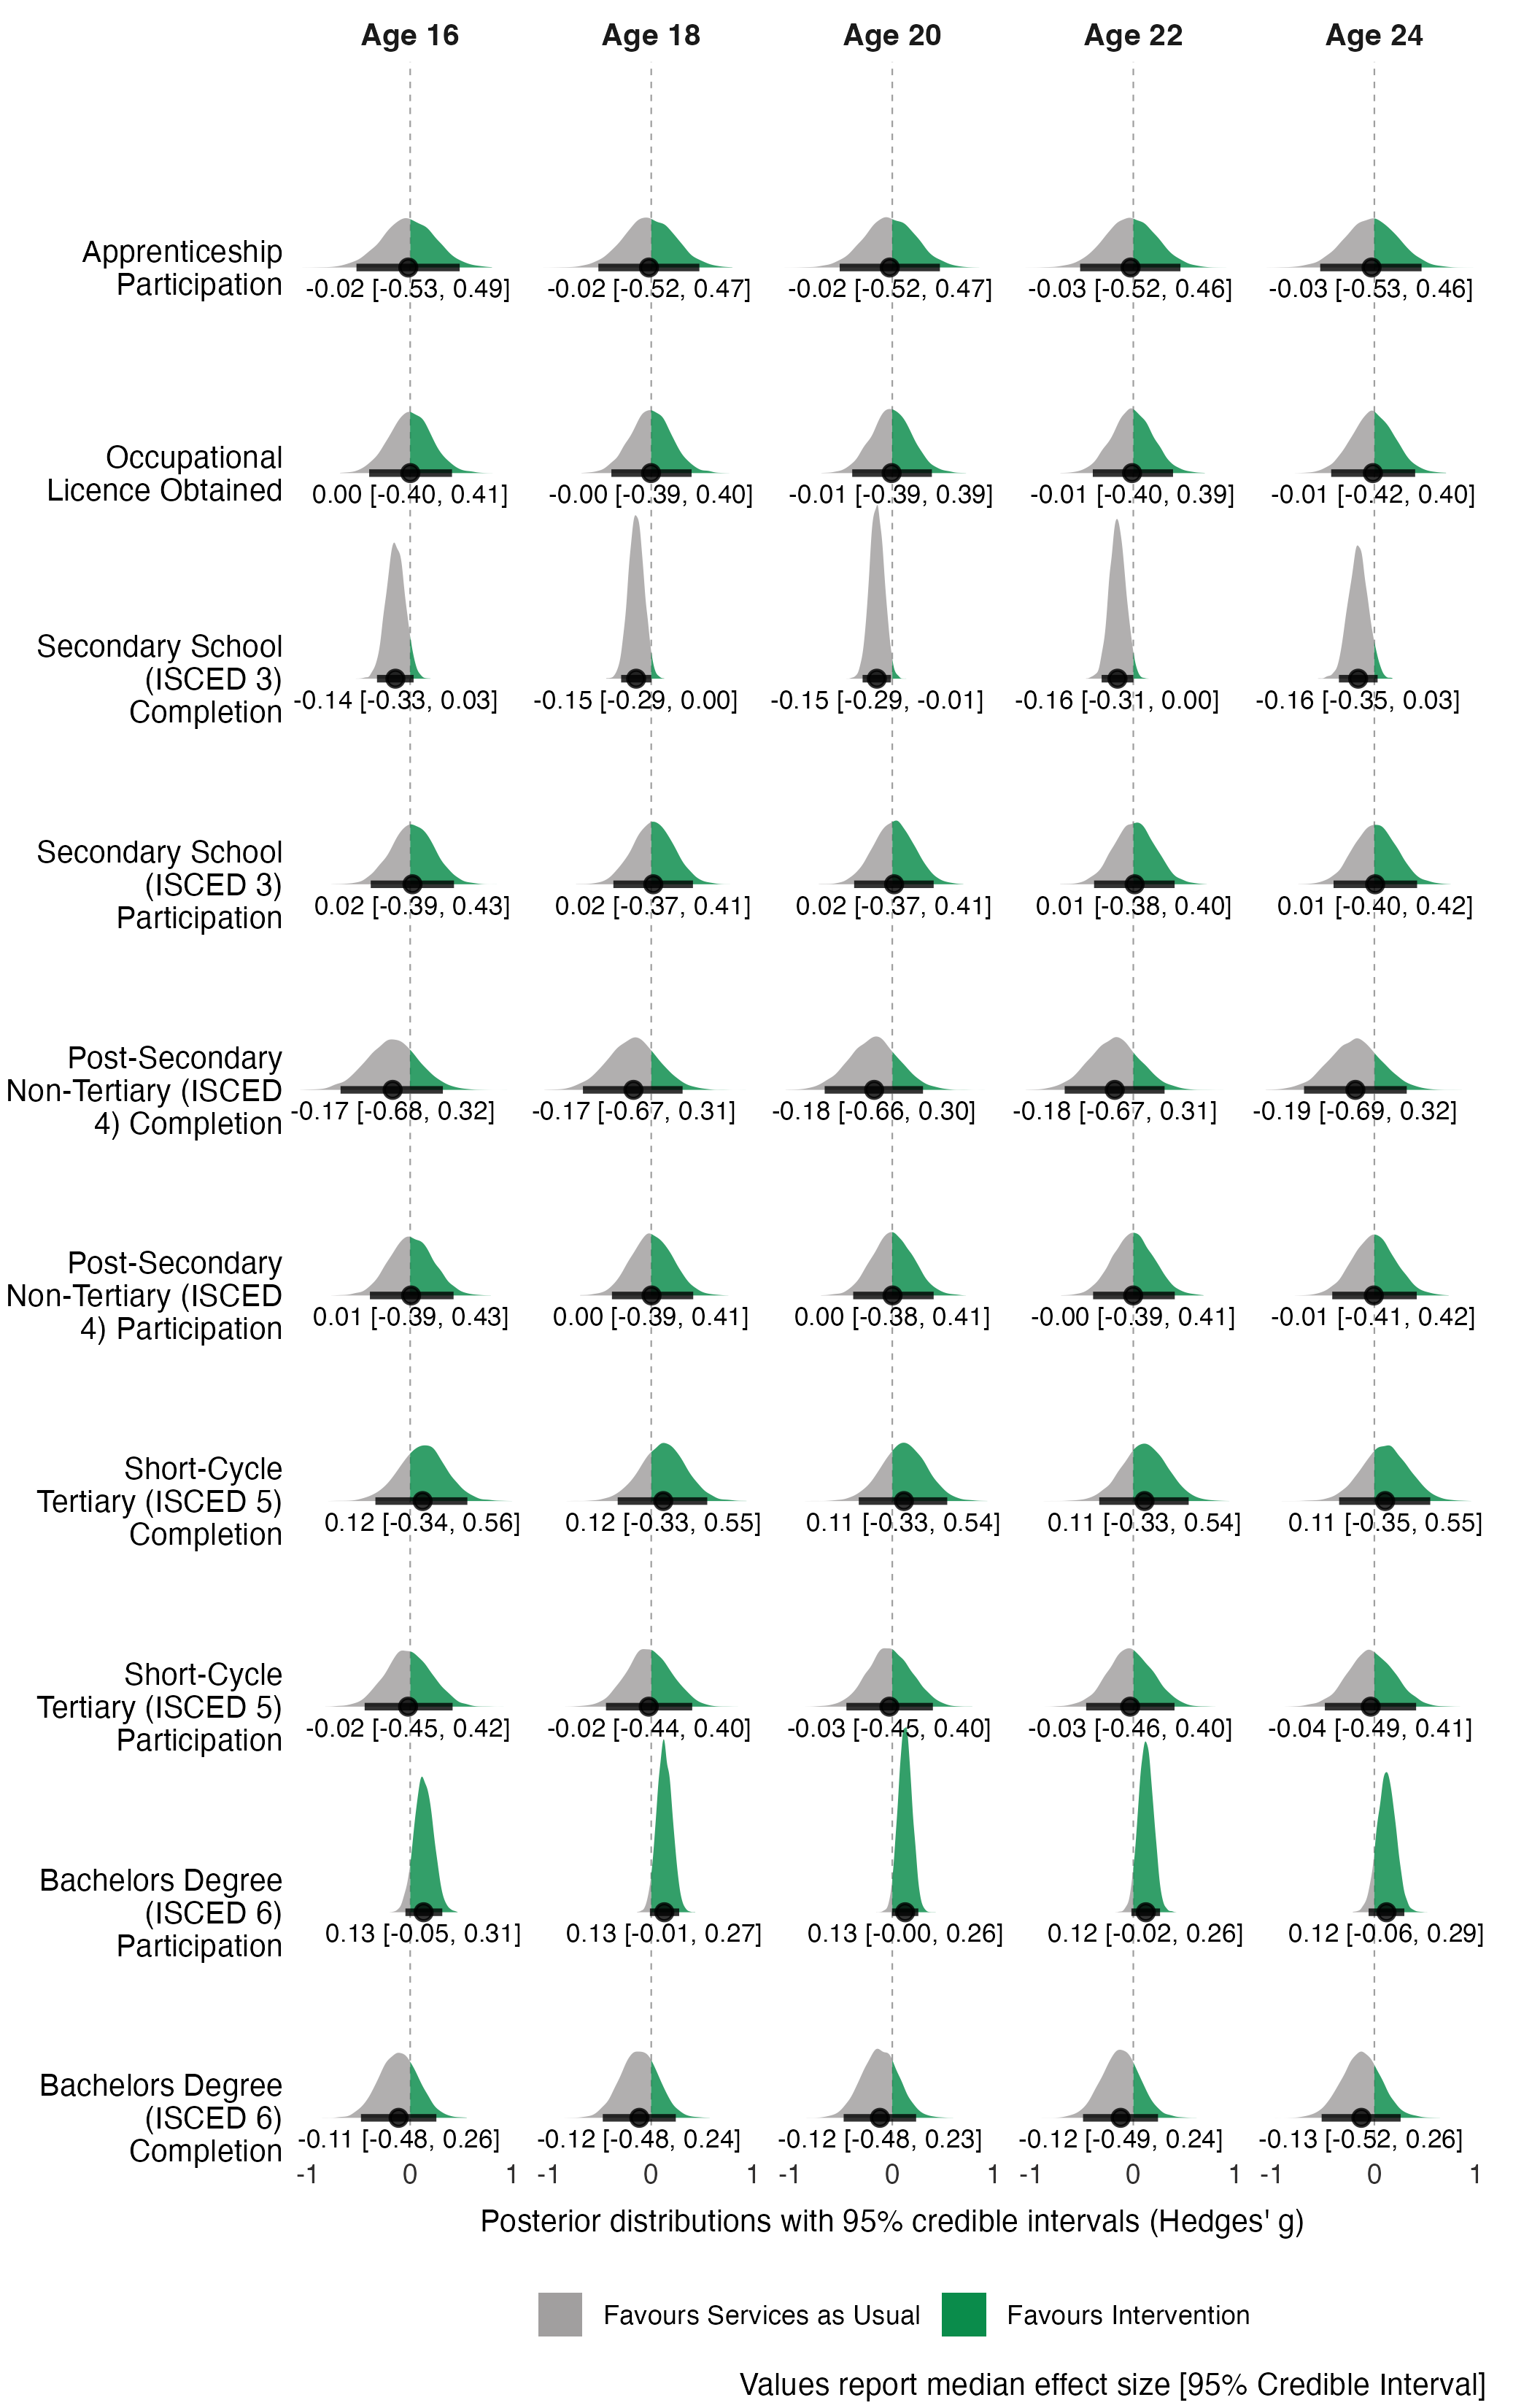 Age 16 Age 18 Age 20 Age 22 Age 24
Apprenticeship
Participation
-0.02 [-0.53, 0.49] -0.02 [-0.52, 0.47] -0.02 [-0.52, 0.47] -0.03 [-0.52, 0.46] -0.03 [-0.53, 0.46]
Occupational
Licence Obtained
0.00 [-0.40, 0.41] -0.00 [-0.39, 0.40] -0.01 [-0.39, 0.39] -0.01 [-0.40, 0.39] -0.01 [-0.42, 0.40]
Secondary School
(ISCED 3)
Completion
-0.14 [-0.33, 0.03] -0.15 [-0.29, 0.00] -0.15 [-0.29, -0.01] -0.16 [-0.31, 0.00] -0.16 [-0.35, 0.03]
Secondary School
(ISCED 3)
Participation
0.02 [-0.39, 0.43] 0.02 [-0.37, 0.41] 0.02 [-0.37, 0.41] 0.01 [-0.38, 0.40] 0.01 [-0.40, 0.42]
Post-Secondary
Non-Tertiary (ISCED
4) Completion
-0.17 [-0.68, 0.32] -0.17 [-0.67, 0.31] -0.18 [-0.66, 0.30] -0.18 [-0.67, 0.31] -0.19 [-0.69, 0.32]
Post-Secondary
Non-Tertiary (ISCED
4) Participation
0.01 [-0.39, 0.43] 0.00 [-0.39, 0.41] 0.00 [-0.38, 0.41] -0.00 [-0.39, 0.41] -0.01 [-0.41, 0.42]
Short-Cycle
Tertiary (ISCED 5)
Completion
0.12 [-0.34, 0.56] 0.12 [-0.33, 0.55] 0.11 [-0.33, 0.54] 0.11 [-0.33, 0.54] 0.11 [-0.35, 0.55]
Short-Cycle
Tertiary (ISCED 5)
Participation
-0.02 [-0.45, 0.42] -0.02 [-0.44, 0.40] -0.03 [-0.45, 0.40] -0.03 [-0.46, 0.40] -0.04 [-0.49, 0.41]
Bachelors Degree
(ISCED 6)
Participation
0.13 [-0.05, 0.31] 0.13 [-0.01, 0.27] 0.13 [-0.00, 0.26] 0.12 [-0.02, 0.26] 0.12 [-0.06, 0.29]
Bachelors Degree
(ISCED 6)
Completion
-0.11 [-0.48, 0.26] -0.12 [-0.48, 0.24] -0.12 [-0.48, 0.23] -0.12 [-0.49, 0.24] -0.13 [-0.52, 0.26]
-1 0 1 -1 0 1 -1 0 1 -1 0 1 -1 0 1
Posterior distributions with 95% credible intervals (Hedges' g)
Favours Services as Usual Favours Intervention
Values report median effect size [95% Credible Interval]